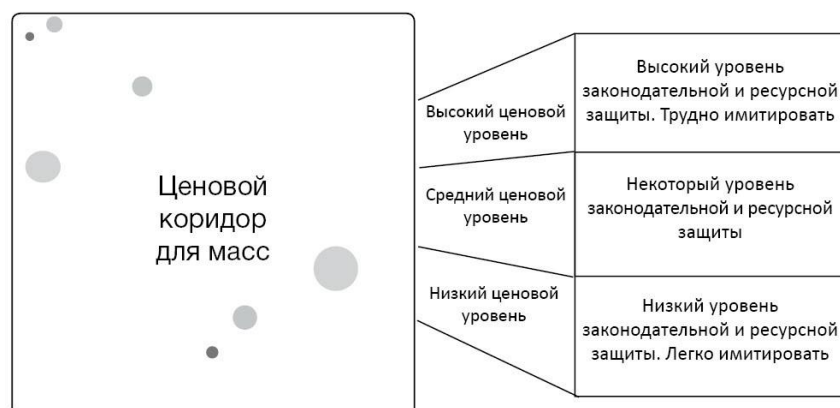 Ценовой
коридор
для масс
Высокий ценовой
уровень
Средний ценовой
уровень
Низкий ценовой
уровень
Высокий уровень
законодательной и ресурсной
защиты. Трудно имитировать
Некоторый уровень
законодательной и ресурсной
защиты
Низкий уровень
законодательной и ресурсной
защиты. Легко имитировать